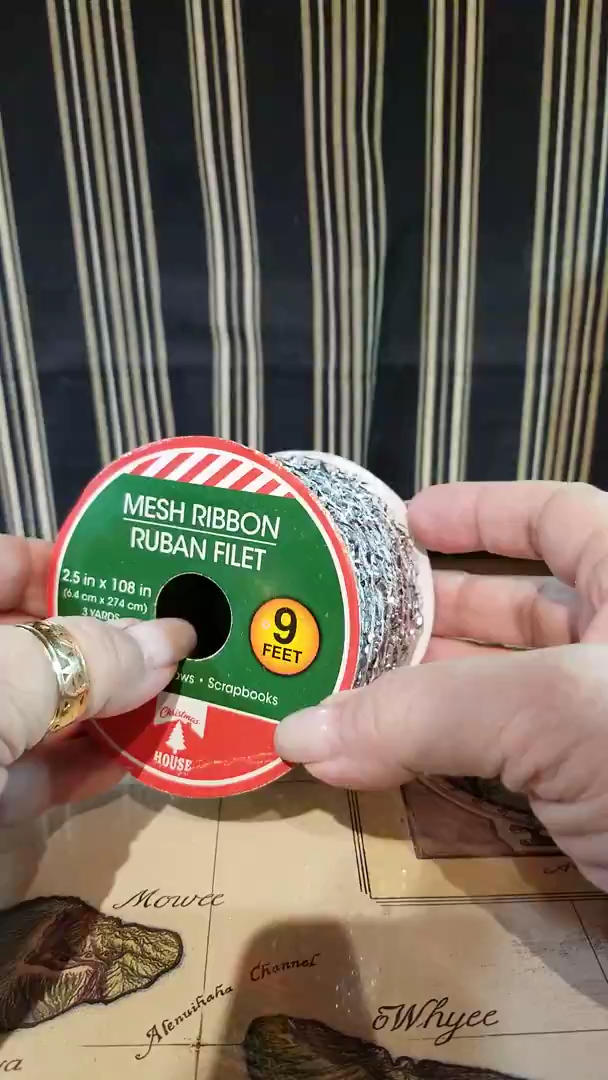 MESH RIBBON
RUBAN FILET
2.5 in x 108 in
(6.4 cm x 274 cm)
3 YARDS
9
FEET
• Scrapbooks
Christmas
HOUSE
Mowee
Alenuihaha Channel
ōWhyee